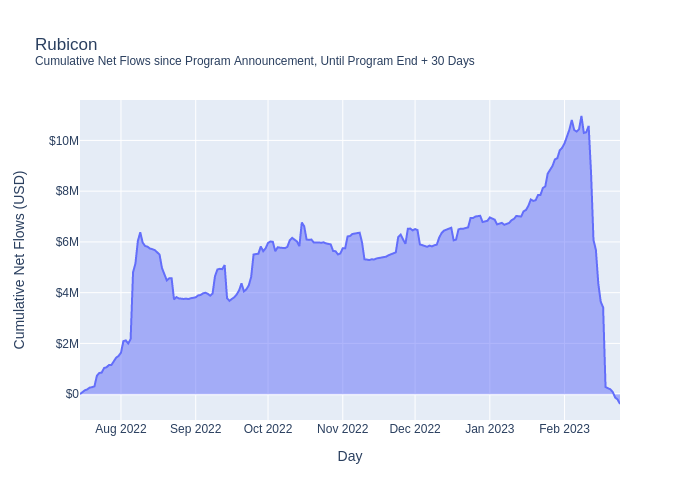 Rubicon
Cumulative Net Flows since Program Announcement, Until Program End + 30 Days
Cumulative Net Flows (USD)
$10M
$8M
$6M
$4M
$2M
$0
Aug 2022
Sep 2022
Oct 2022
Nov 2022
Dec 2022
Jan 2023
Feb 2023
Day